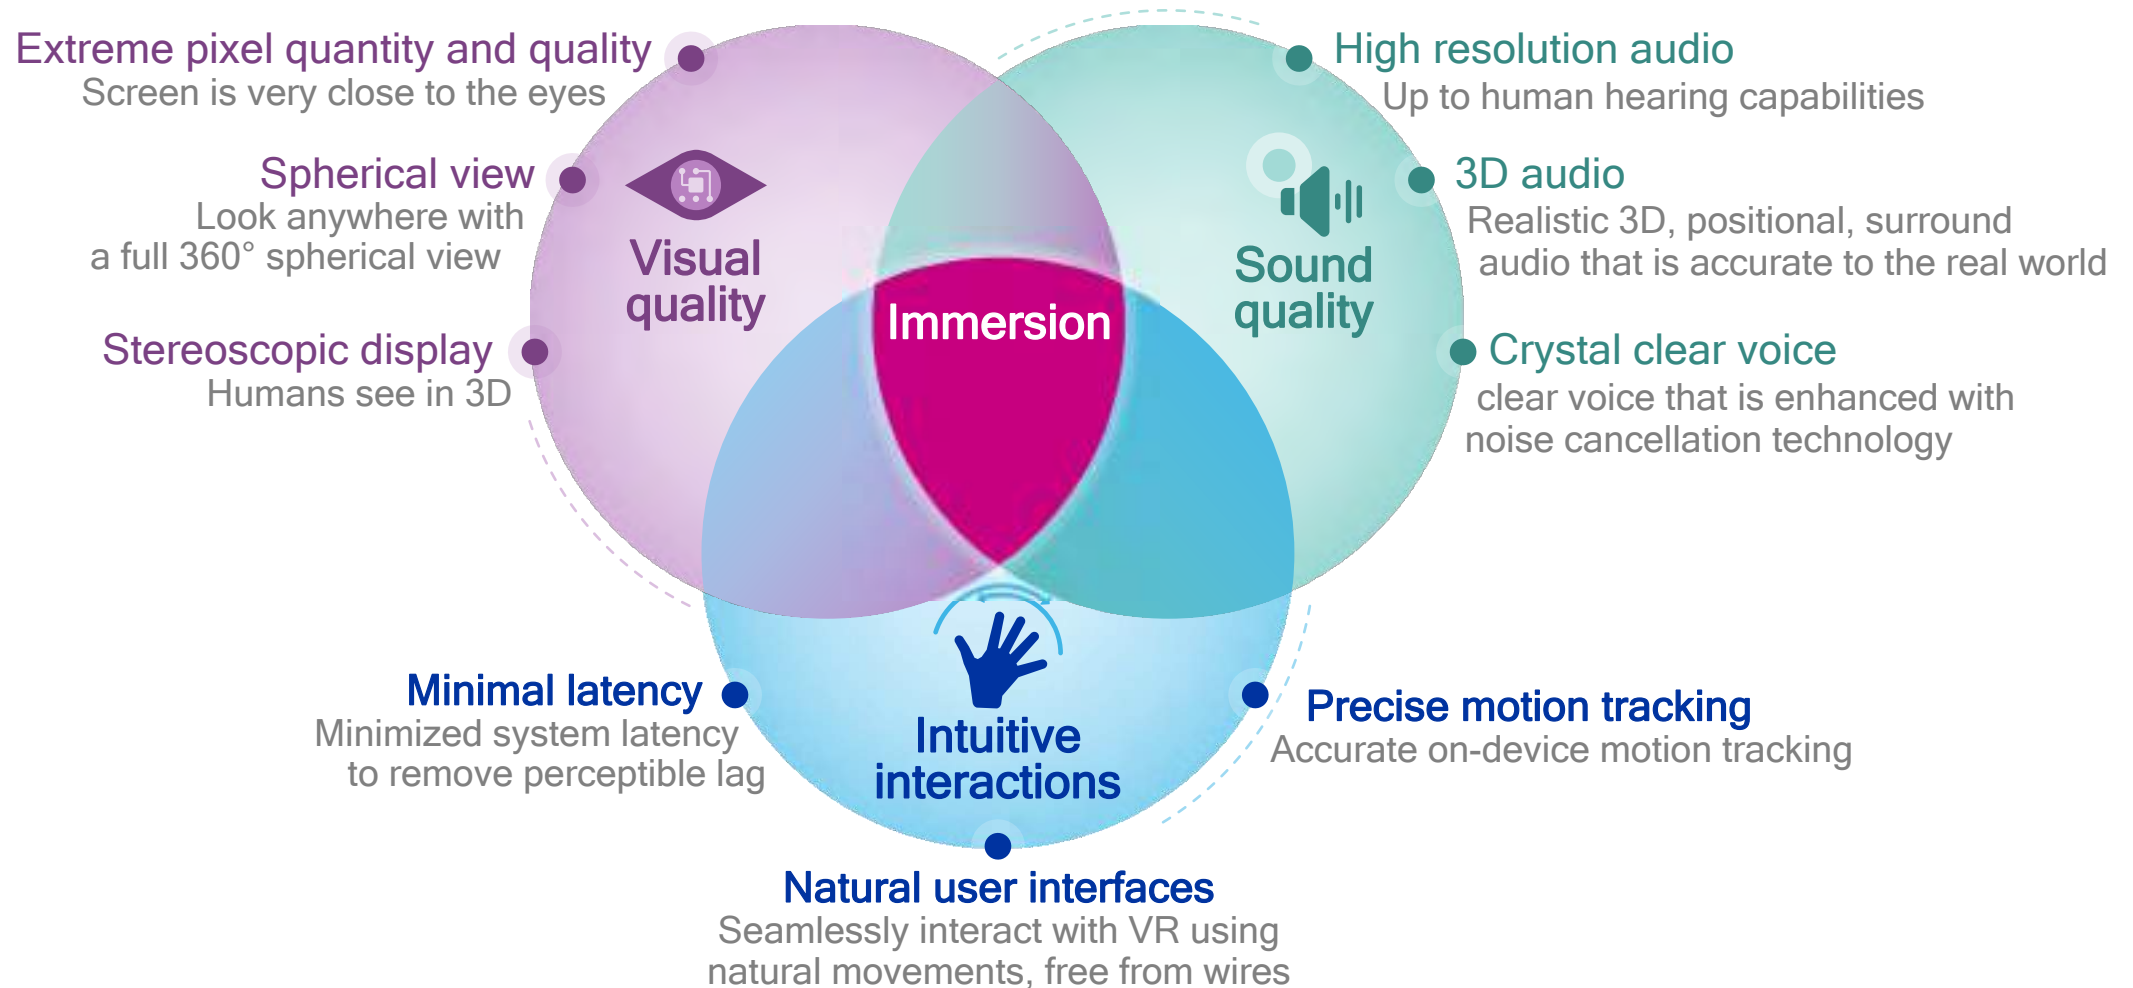 Extreme pixel quantity and quality
Screen is very close to the eyes
Spherical view
Look anywhere with
a full 360° spherical view
Stereoscopic display
Humans see in 3D
Visual
quality
Immersion
Sound
quality
High resolution audio
Up to human hearing capabilities
3D audio
Realistic 3D, positional, surround
audio that is accurate to the real world
Crystal clear voice
clear voice that is enhanced with
noise cancellation technology
Minimal latency
Minimized system latency
to remove perceptible lag
Intuitive
interactions
Precise motion tracking
Accurate on-device motion tracking
Natural user interfaces
Seamlessly interact with VR using
natural movements, free from wires